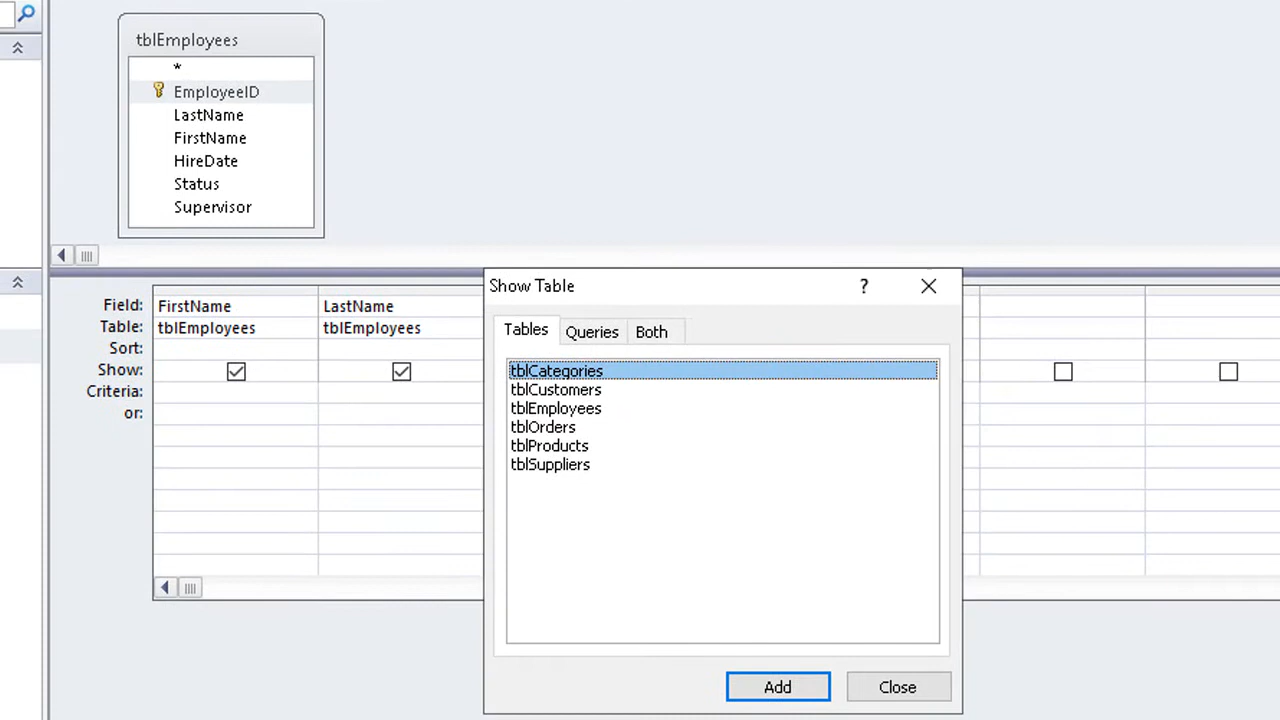 tblEmployees
*
EmployeeID
LastName
FirstName
HireDate
Status
Supervisor
Field: FirstName LastName
Table: tblEmployees tblEmployees
Sort:
Show:
Criteria:
or:
Show Table ?
Tables Queries Both
tblCategories
tblCustomers
tblEmployees
tblOrders
tblProducts
tblSuppliers
Add Close